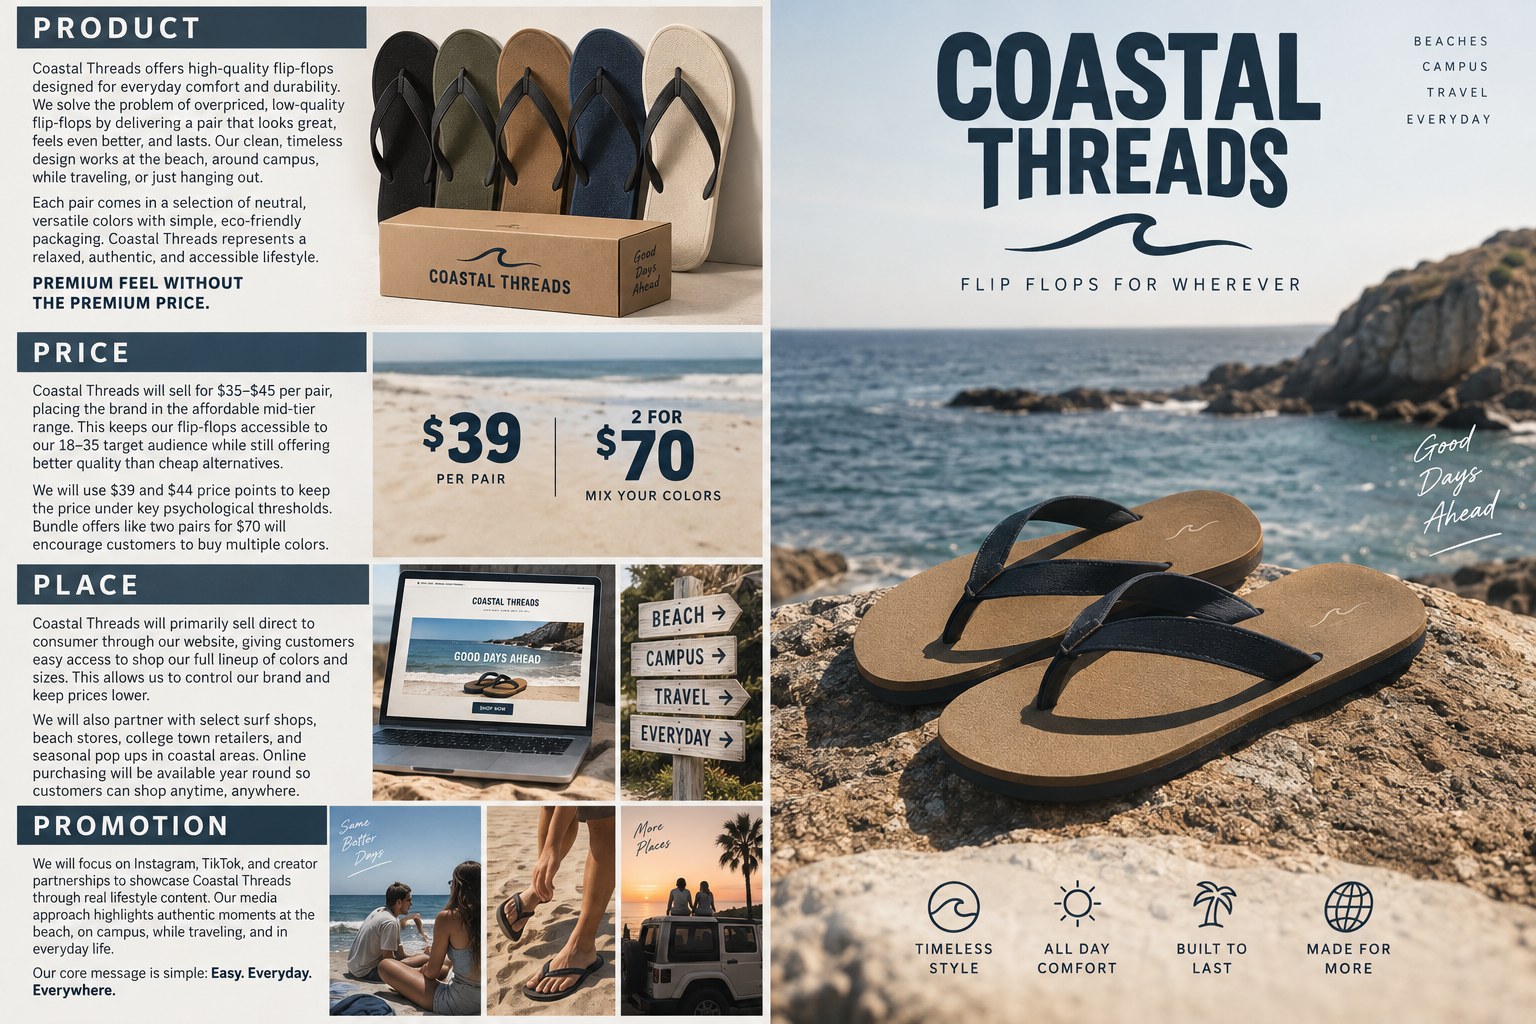 PRODUCT
Coastal Threads offers high-quality flip-flops
designed for everyday comfort and durability.
We solve the problem of overpriced, low-quality
flip-flops by delivering a pair that looks great,
feels even better, and lasts. Our clean, timeless
design works at the beach, around campus,
while traveling, or just hanging out.
Each pair comes in a selection of neutral,
versatile colors with simple, eco-friendly
packaging. Coastal Threads represents a
relaxed, authentic, and accessible lifestyle.
PREMIUM FEEL WITHOUT
THE PREMIUM PRICE.
COASTAL THREADS
Good
Days
Ahead
PRICE
Coastal Threads will sell for $35–$45 per pair,
placing the brand in the affordable mid-tier
range. This keeps our flip-flops accessible to
our 18–35 target audience while still offering
better quality than cheap alternatives.
We will use $39 and $44 price points to keep
the price under key psychological thresholds.
Bundle offers like two pairs for $70 will
encourage customers to buy multiple colors.
$39
PER PAIR
2 FOR
$70
MIX YOUR COLORS
PLACE
Coastal Threads will primarily sell direct to
consumer through our website, giving customers
easy access to shop our full lineup of colors and
sizes. This allows us to control our brand and
keep prices lower.
We will also partner with select surf shops,
beach stores, college town retailers, and
seasonal pop ups in coastal areas. Online
purchasing will be available year round so
customers can shop anytime, anywhere.
COASTAL THREADS
GOOD DAYS AHEAD
SHOP NOW
BEACH
CAMPUS
TRAVEL
EVERYDAY
PROMOTION
We will focus on Instagram, TikTok, and creator
partnerships to showcase Coastal Threads
through real lifestyle content. Our media
approach highlights authentic moments at the
beach, on campus, while traveling, and in
everyday life.
Our core message is simple: Easy. Everyday.
Everywhere.
Same
Better
Days
More
Places
COASTAL
THREADS
FLIP FLOPS FOR WHEREVER
BEACHES
CAMPUS
TRAVEL
EVERYDAY
Good
Days
Ahead
TIMELESS
STYLE
ALL DAY
COMFORT
BUILT TO
LAST
MADE FOR
MORE